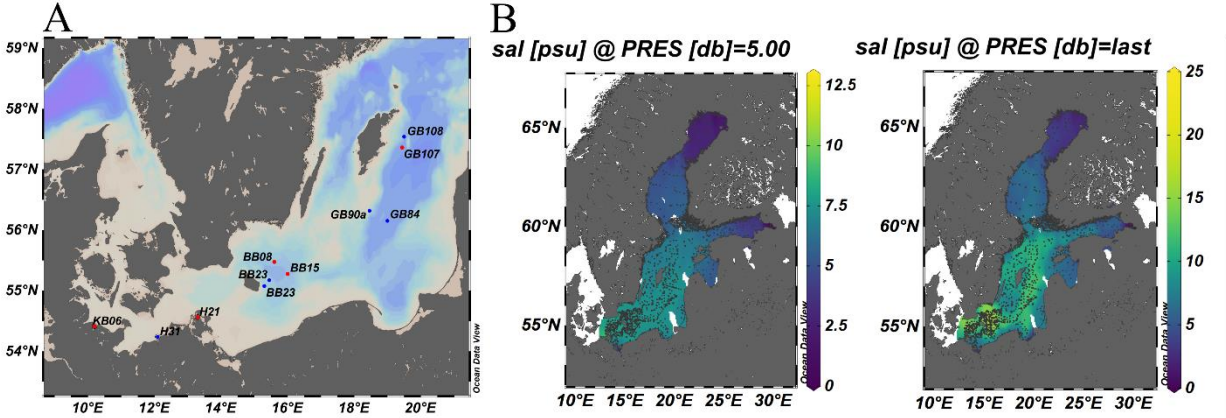 A
59°N
58°N
57°N
56°N
55°N
54°N
10°E
12°E
14°E
16°E
18°E
20°E
GB108
GB107
GB90a
GB84
BB08
BB15
BB23
BB23
H21
KB06
H31
Ocean Data View
B
sal [psu] @ PRES [db]=5.00
65°N
60°N
55°N
10°E
15°E
20°E
25°E
30°E
12.5
10
7.5
5
2.5
0
Ocean Data View
sal [psu] @ PRES [db]=last
65°N
60°N
55°N
10°E
15°E
20°E
25°E
30°E
25
20
15
10
5
0
Ocean Data View